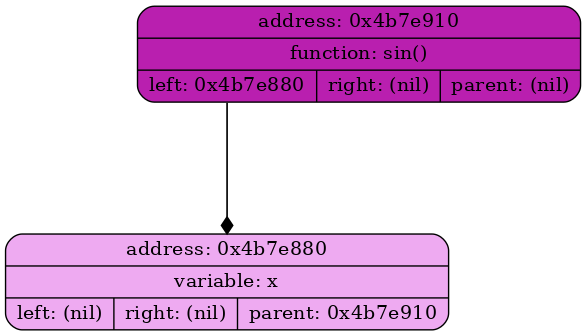 address: 0x4b7e910
function: sin()
left: 0x4b7e880 right: (nil) parent: (nil)
address: 0x4b7e880
variable: x
left: (nil) right: (nil) parent: 0x4b7e910